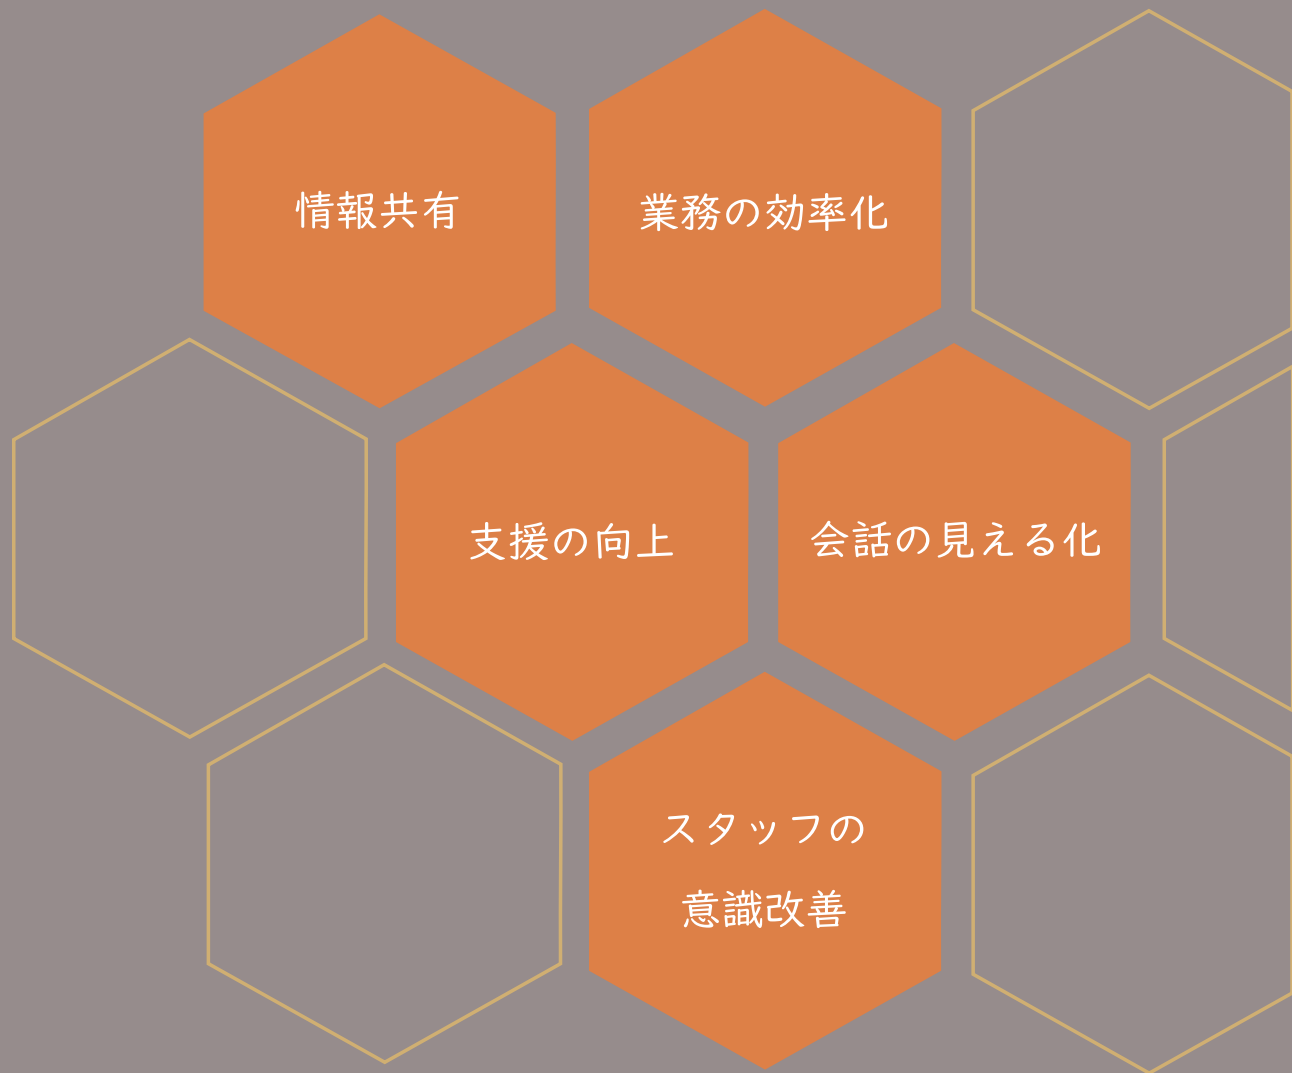 情報共有
業務の効率化
支援の向上
会話の見える化
スタッフの
意識改善